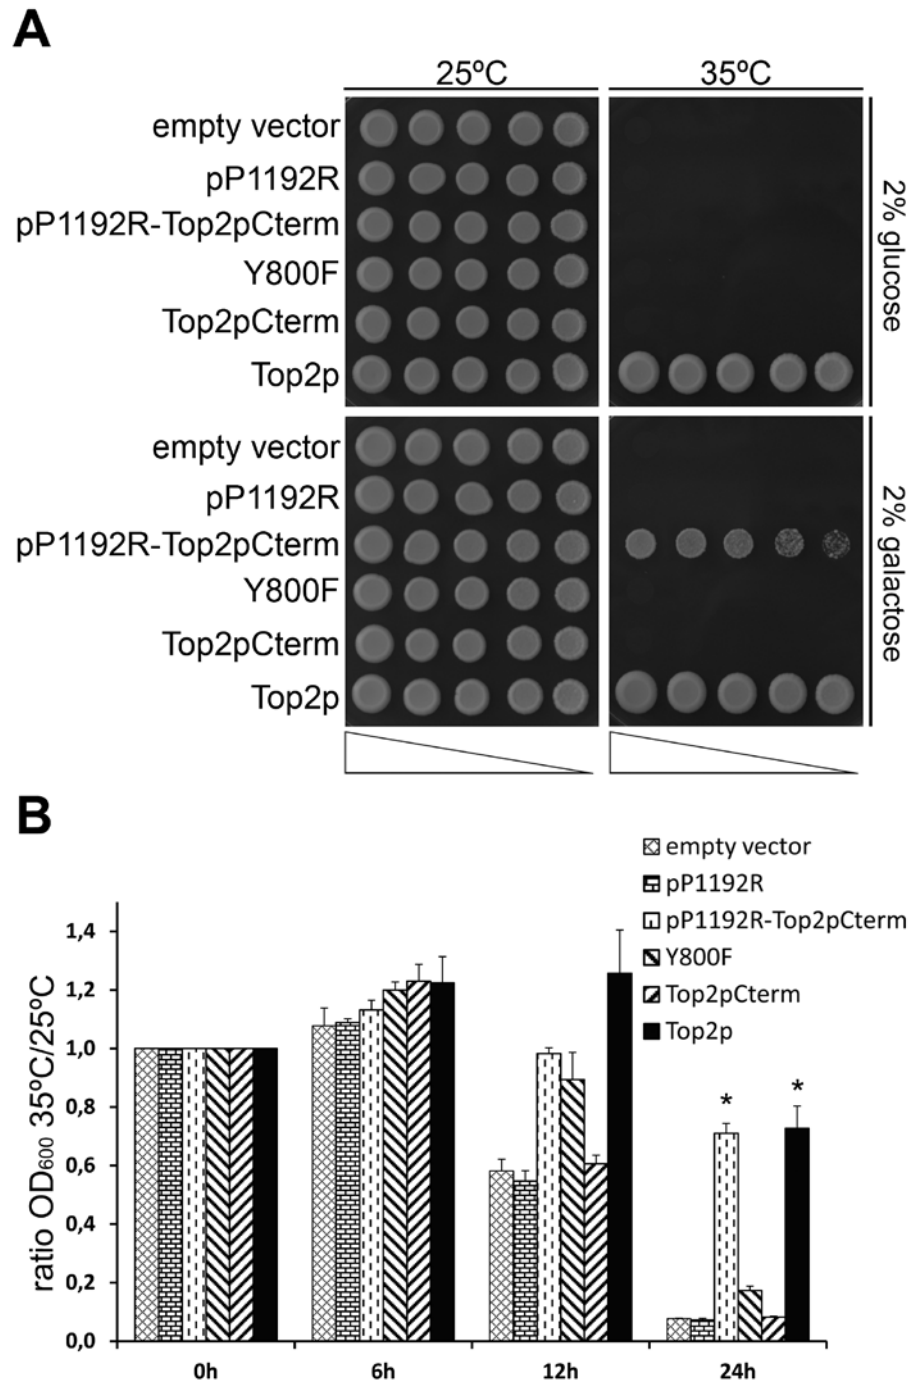 A
25ºC 35ºC
empty vector
pP1192R
pP1192R-Top2pCterm
Y800F
Top2pCterm
Top2p
2% glucose
empty vector
pP1192R
pP1192R-Top2pCterm
Y800F
Top2pCterm
Top2p
2% galactose
B
empty vector
pP1192R
pP1192R-Top2pCterm
Y800F
Top2pCterm
Top2p
ratio OD600 35ºC/25ºC
1,4
1,2
1,0
0,8
0,6
0,4
0,2
0,0
* *
0h 6h 12h 24h